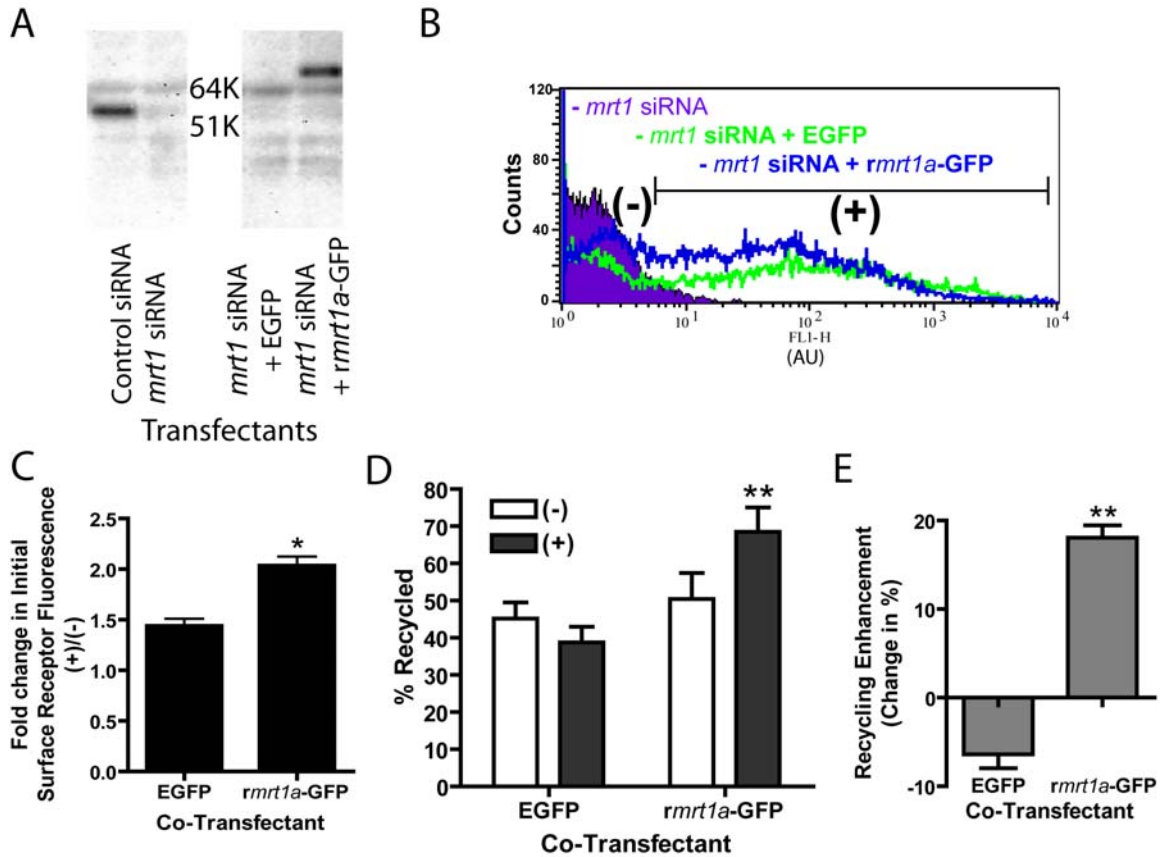 A
64K
51K
Control siRNA
mrt1 siRNA
mrt1 siRNA
+ EGFP
mrt1 siRNA
+ rmrt1a-GFP
Transfectants
B
120
80
40
0
Counts
- mrt1 siRNA
- mrt1 siRNA + EGFP
- mrt1 siRNA + rmrt1a-GFP
(-)
(+)
10^0
10^1
10^2
10^3
10^4
FL1-H
(AU)
C
Fold change in Initial
Surface Receptor Fluorescence
(+)/(-)
2.5
2.0
1.5
1.0
0.5
0.0
*
EGFP
rmrt1a-GFP
Co-Transfectant
D
% Recycled
80
70
60
50
40
30
20
10
0
(-)
(+)
**
EGFP
rmrt1a-GFP
Co-Transfectant
E
Recycling Enhancement
(Change in %)
20
10
0
-10
**
EGFP
rmrt1a-GFP
Co-Transfectant